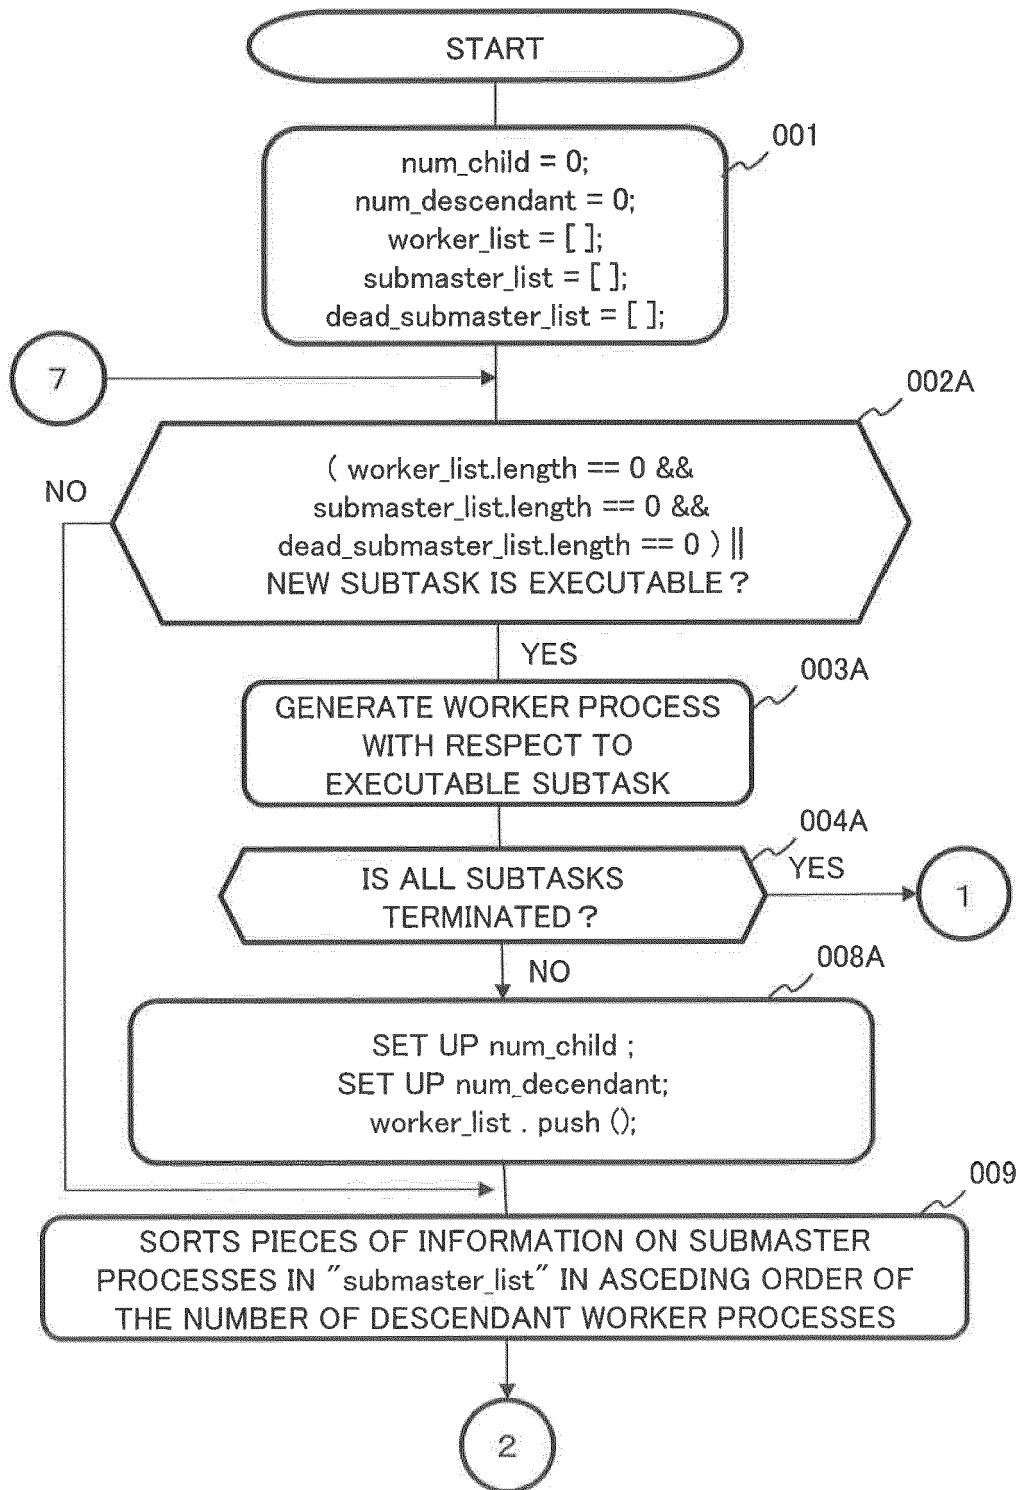 START
001
num_child = 0;
num_descendant = 0;
worker_list = [ ];
submaster_list = [ ];
dead_submaster_list = [ ];
7
002A
( worker_list.length == 0 &&
submaster_list.length == 0 &&
dead_submaster_list.length == 0 ) ||
NEW SUBTASK IS EXECUTABLE ?
NO
YES
003A
GENERATE WORKER PROCESS
WITH RESPECT TO
EXECUTABLE SUBTASK
004A
IS ALL SUBTASKS
TERMINATED ?
YES
1
NO
008A
SET UP num_child ;
SET UP num_decendant;
worker_list . push ();
009
SORTS PIECES OF INFORMATION ON SUBMASTER
PROCESSES IN "submaster_list" IN ASCEDING ORDER OF
THE NUMBER OF DESCENDANT WORKER PROCESSES
2